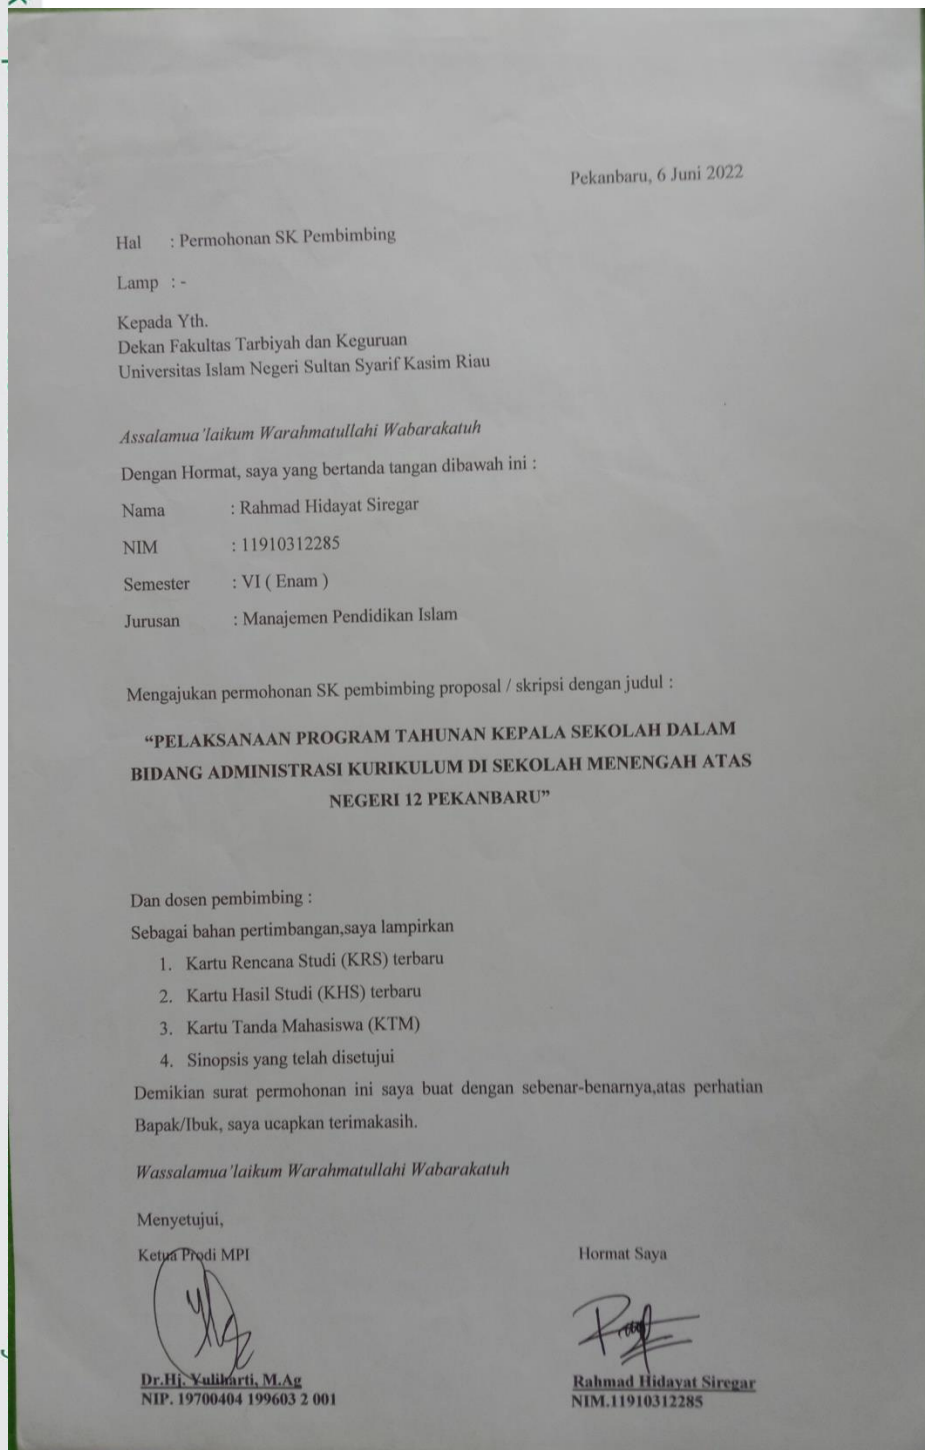 Pekanbaru, 6 Juni 2022
Hal : Permohonan SK Pembimbing
Lamp : -
Kepada Yth.
Dekan Fakultas Tarbiyah dan Keguruan
Universitas Islam Negeri Sultan Syarif Kasim Riau
Assalamua'laikum Warahmatullahi Wabarakatuh
Dengan Hormat, saya yang bertanda tangan dibawah ini :
Nama : Rahmad Hidayat Siregar
NIM : 11910312285
Semester : VI ( Enam )
Jurusan : Manajemen Pendidikan Islam
Mengajukan permohonan SK pembimbing proposal / skripsi dengan judul :
“PELAKSANAAN PROGRAM TAHUNAN KEPALA SEKOLAH DALAM
BIDANG ADMINISTRASI KURIKULUM DI SEKOLAH MENENGAH ATAS
NEGERI 12 PEKANBARU”
Dan dosen pembimbing :
Sebagai bahan pertimbangan,saya lampirkan
1. Kartu Rencana Studi (KRS) terbaru
2. Kartu Hasil Studi (KHS) terbaru
3. Kartu Tanda Mahasiswa (KTM)
4. Sinopsis yang telah disetujui
Demikian surat permohonan ini saya buat dengan sebenar-benarnya,atas perhatian
Bapak/Ibuk, saya ucapkan terimakasih.
Wassalamua'laikum Warahmatullahi Wabarakatuh
Menyetujui,
Ketua Prodi MPI Hormat Saya
Dr.Hj. Yuliharti, M.Ag Rahmad Hidayat Siregar
NIP. 19700404 199603 2 001 NIM.11910312285